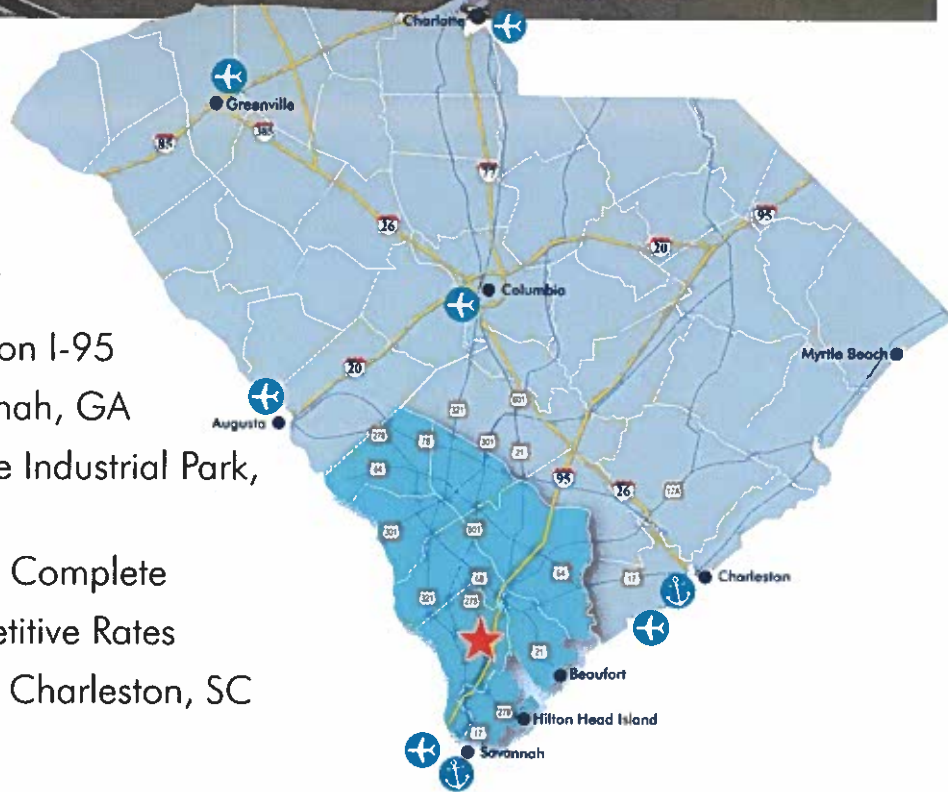 Charlotte
Greenville
85
385
77
26
95
20
Columbia
on I-95
Myrtle Beach
20
nah, GA
601
321
Augusta
278
78
301
21
e Industrial Park,
64
95
26
17A
301
601
Complete
68
64
17
Charleston
321
278
etitive Rates
21
Beaufort
Charleston, SC
278
Hilton Head Island
17
Savannah